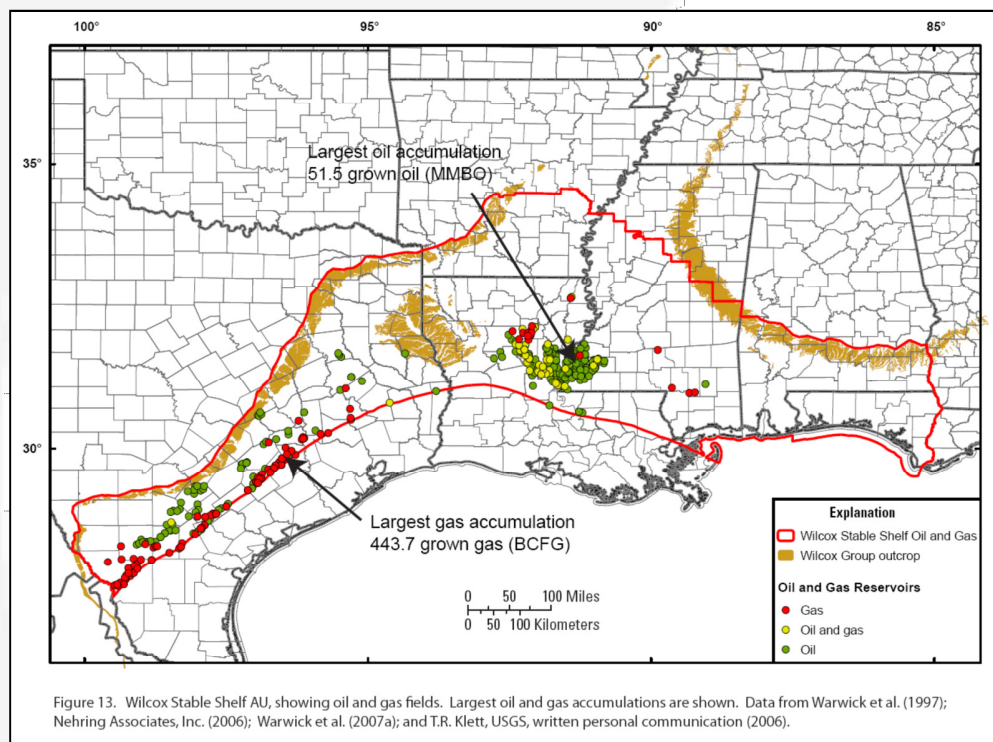 100°
95°
90°
85°
35°
30°
Largest oil accumulation
51.5 grown oil (MMBO)
Largest gas accumulation
443.7 grown gas (BCFG)
0 50 100 Miles
0 50 100 Kilometers
Explanation
Wilcox Stable Shelf Oil and Gas
Wilcox Group outcrop
Oil and Gas Reservoirs
Gas
Oil and gas
Oil
Figure 13. Wilcox Stable Shelf AU, showing oil and gas fields. Largest oil and gas accumulations are shown. Data from Warwick et al. (1997);
Nehring Associates, Inc. (2006); Warwick et al. (2007a); and T.R. Klett, USGS, written personal communication (2006).